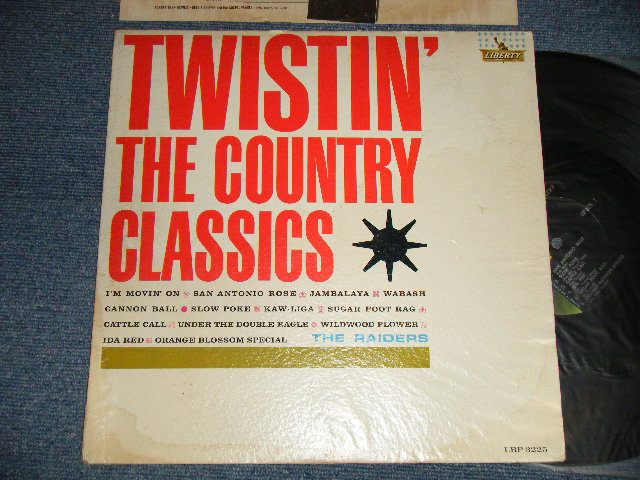 TWISTIN'
LIBERTY
THE COUNTRY
CLASSICS
I'M MOVIN' ON SAN ANTONIO ROSE JAMBALAYA WABASH
CANNON BALL SLOW POKE KAW-LIGA SUGAR FOOT RAG
CATTLE CALL UNDER THE DOUBLE EAGLE WILDWOOD FLOWER
IDA RED ORANGE BLOSSOM SPECIAL THE RAIDERS
LRP 3225